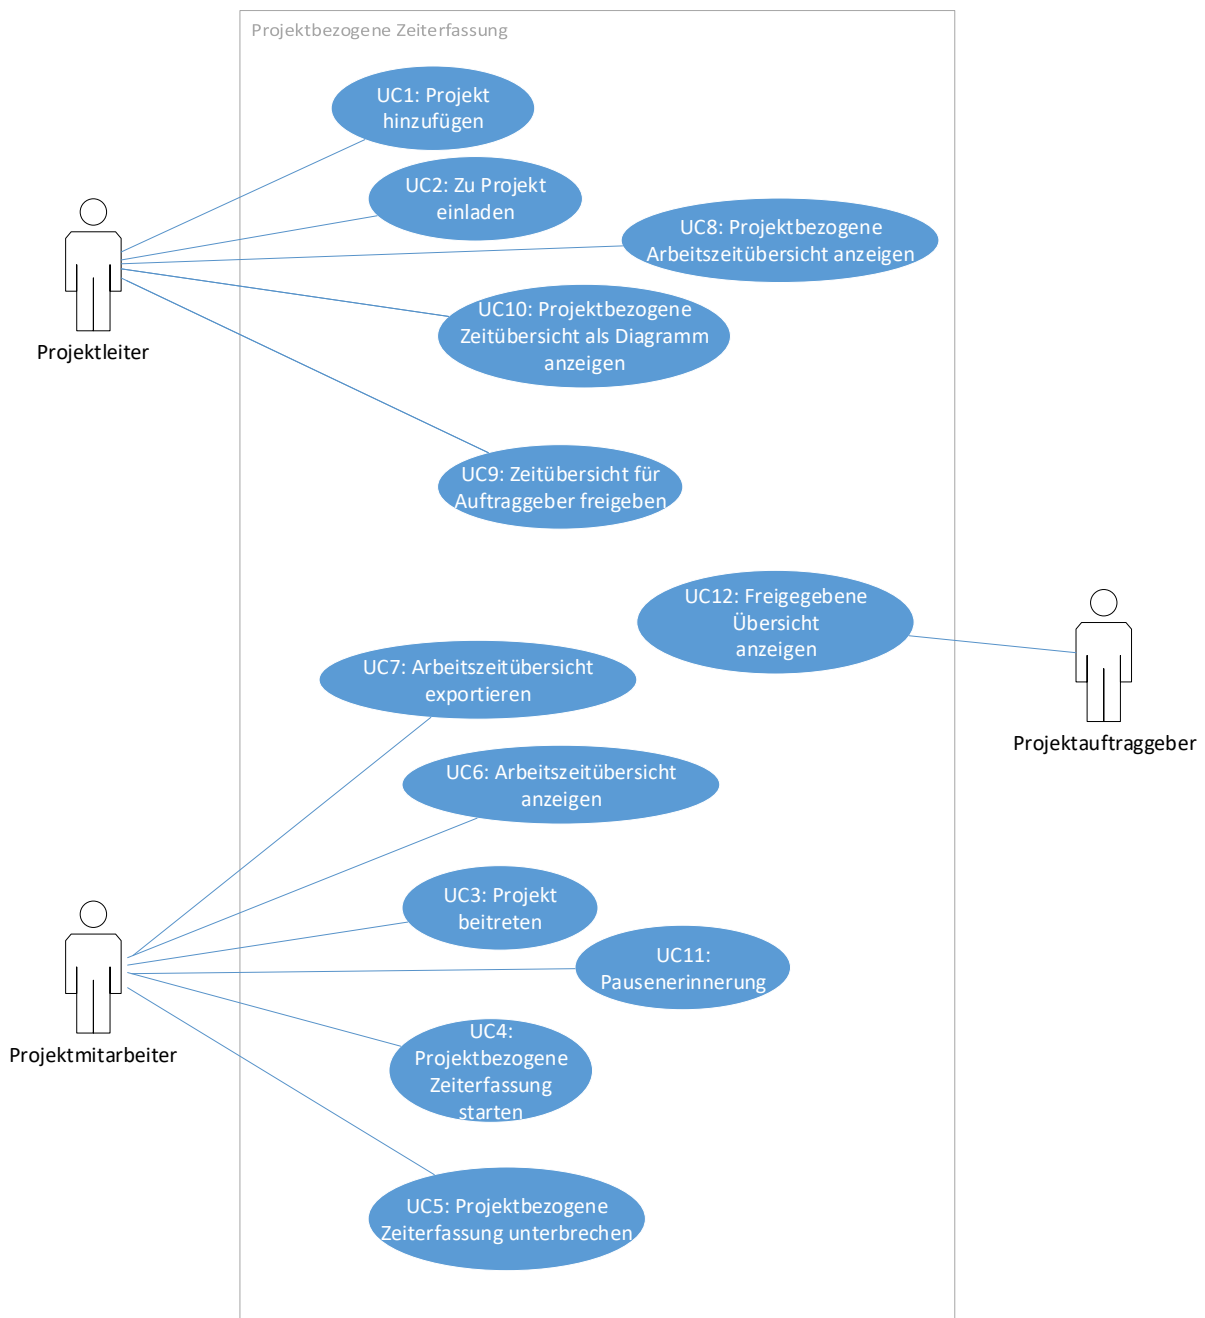 Projektbezogene Zeiterfassung
UC1: Projekt
hinzufügen
UC2: Zu Projekt
einladen
UC8: Projektbezogene
Arbeitszeitübersicht anzeigen
UC10: Projektbezogene
Zeitübersicht als Diagramm
anzeigen
Projektleiter
UC9: Zeitübersicht für
Auftraggeber freigeben
UC12: Freigegebene
Übersicht
anzeigen
UC7: Arbeitszeitübersicht
exportieren
Projektauftraggeber
UC6: Arbeitszeitübersicht
anzeigen
UC3: Projekt
beitreten
UC11:
Pausenerinnerung
UC4:
Projektbezogene
Zeiterfassung
starten
Projektmitarbeiter
UC5: Projektbezogene
Zeiterfassung unterbrechen